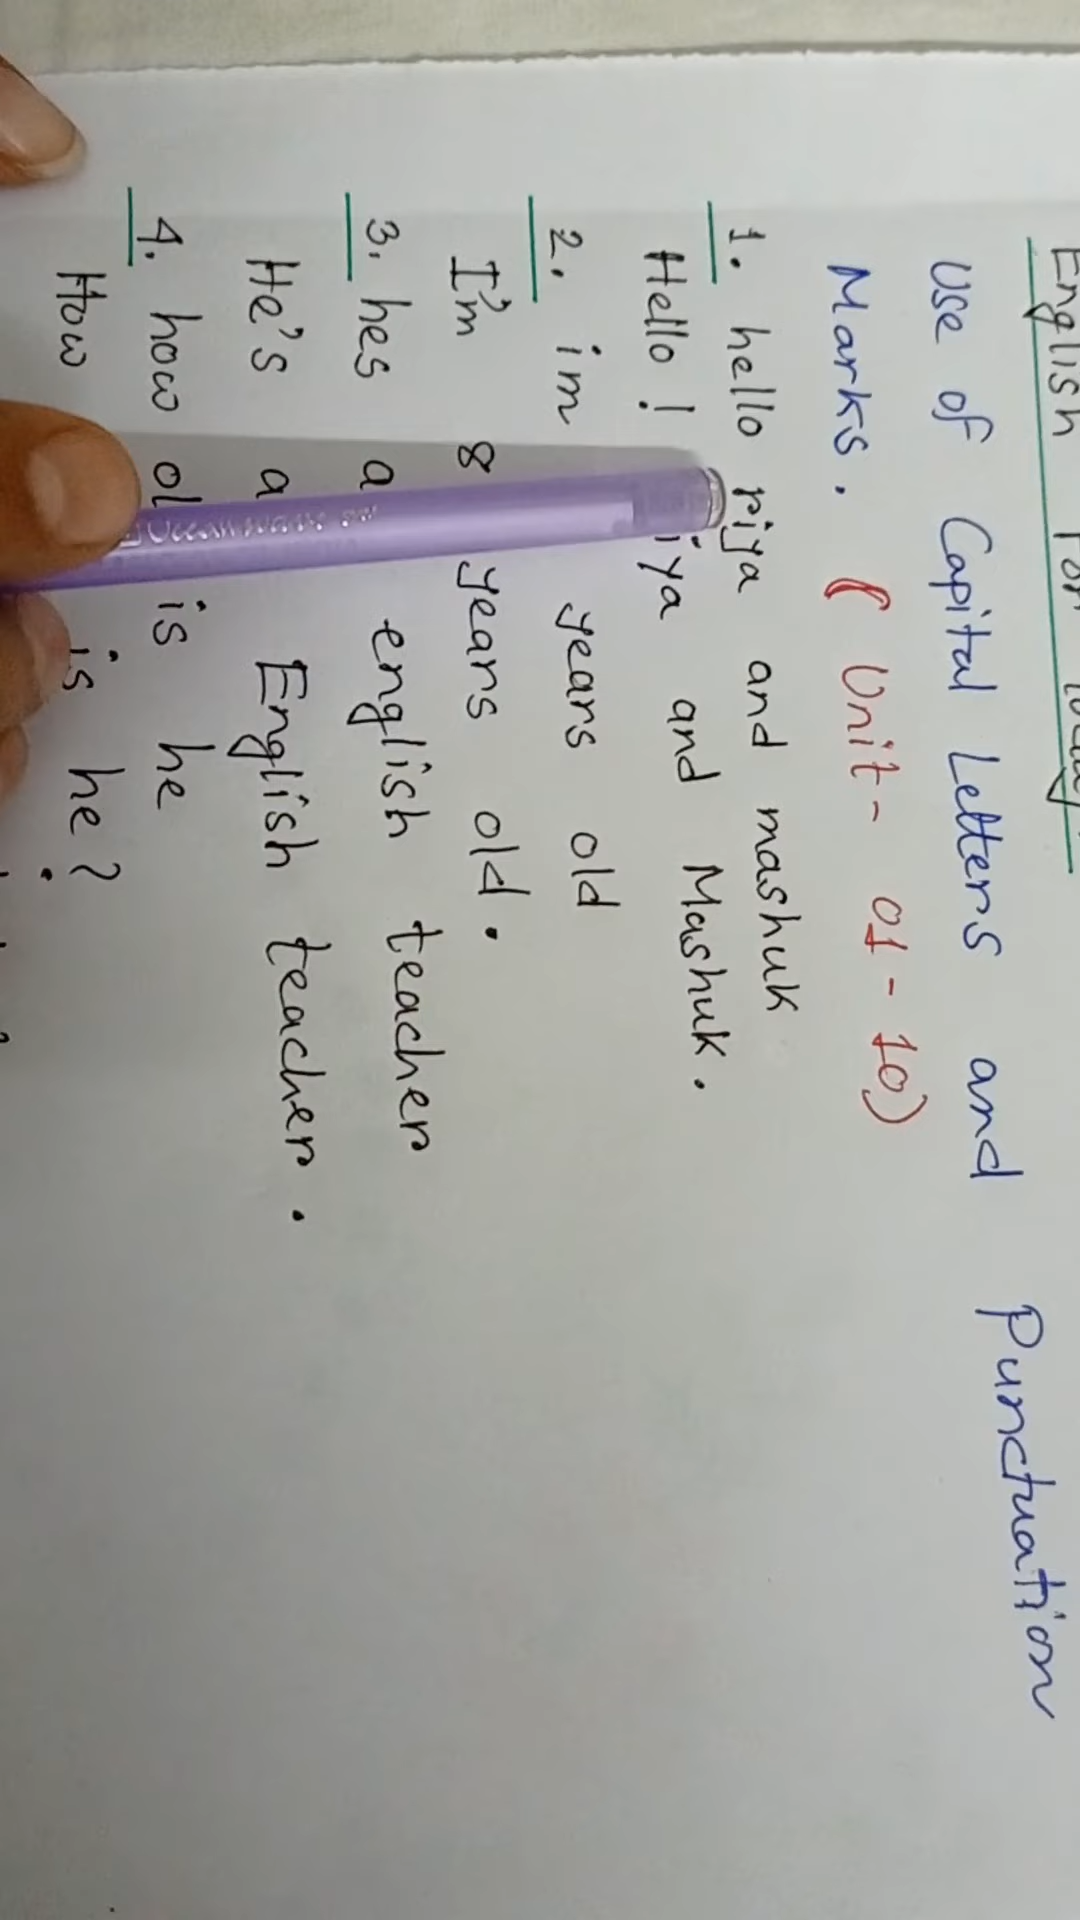 English For Today
Use of Capital Letters and Punctuation
Marks. ( Unit- 01-10)
1. hello riya and mashuk
Hello! and Mashuk.
2. im years old
I'm 8 years old.
3. hes a english teacher
He's a English teacher.
4. how is he
How is he?